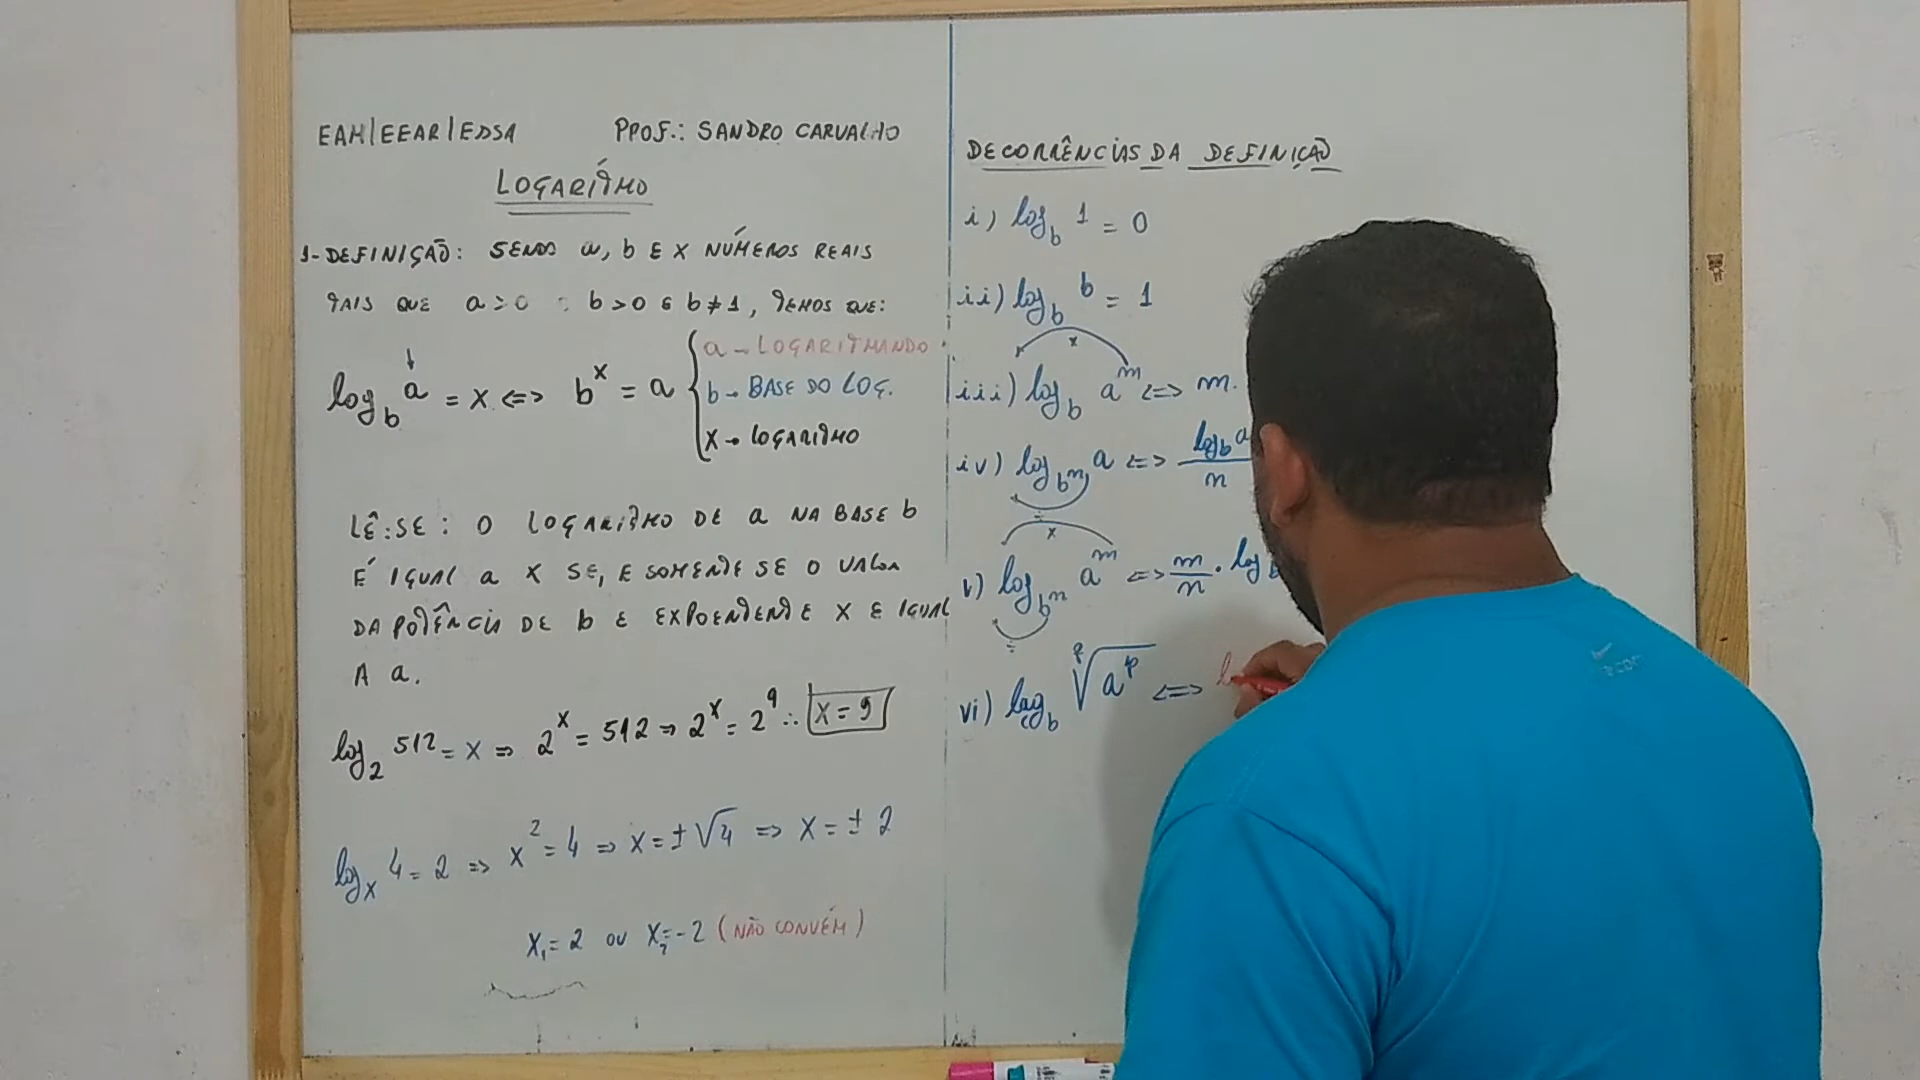 EAM/EEAR/EDSA PROF.: SANDRO CARVALHO
LOGARÍTMO
1-DEFINIÇÃO: SENDO a, b E X NÚMEROS REAIS
TAIS QUE a > 0 b > 0 e b ≠ 1, TEMOS QUE:
log_b a = x <=> b^x = a
a → LOGARITMANDO
b → BASE DO LOG.
X → LOGARITMO
LÊ-SE: O LOGARITMO DE a NA BASE b
É IGUAL a X SE, E SOMENTE SE O VALOR
DA POTÊNCIA DE b E EXPOENTENTE X E IGUAL
A a.
log_2 512 = x => 2^x = 512 => 2^x = 2^9 ∴ X = 9
log_x 4 = 2 => x^2 = 4 => x = ± √4 => x = ± 2
X_1 = 2 OU X_2 = -2 (NÃO CONVÉM)
DECORRÊNCIAS DA DEFINIÇÃO
i) log_b 1 = 0
ii) log_b b = 1
x
iii) log_b a^m <=> m.
iv) log_b^n a <=> log_b a / n
÷
x
v) log_b^n a^m <=> m/n . log b
÷
vi) log_b q√a^p <=> l